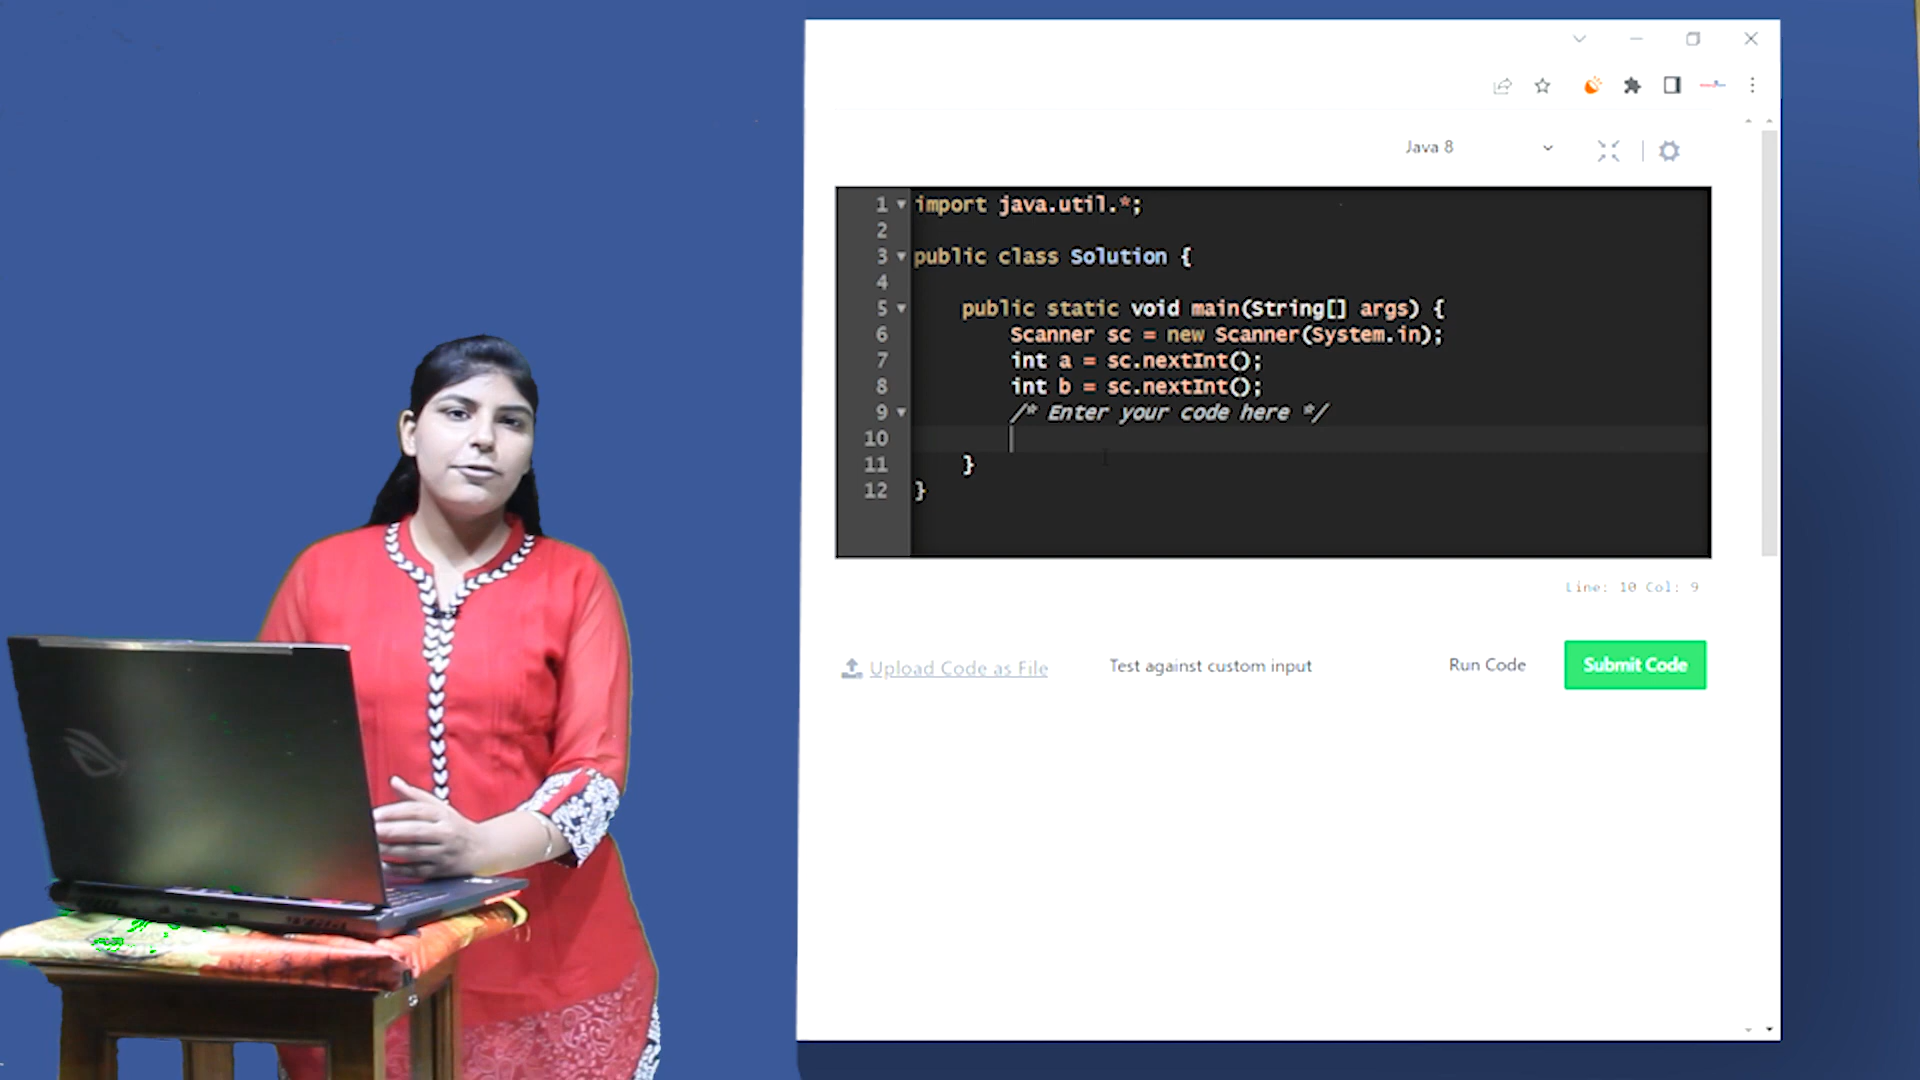 Java 8
1 import java.util.*;
2
3 public class Solution {
4
5 public static void main(String[] args) {
6 Scanner sc = new Scanner(System.in);
7 int a = sc.nextInt();
8 int b = sc.nextInt();
9 /* Enter your code here */
10
11 }
12 }
Line: 10 Col: 9
Upload Code as File Test against custom input Run Code Submit Code